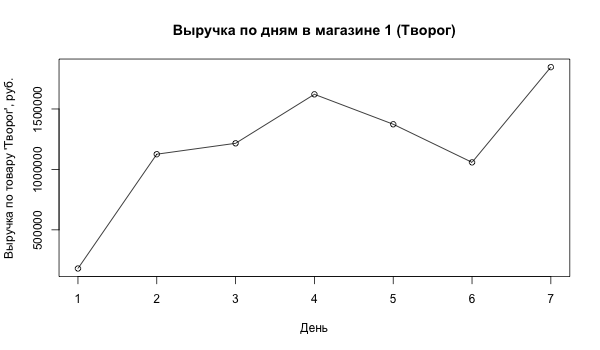 Выручка по дням в магазине 1 (Творог)
Выручка по товару 'Творог', руб.
1500000
1000000
500000
1 2 3 4 5 6 7
День